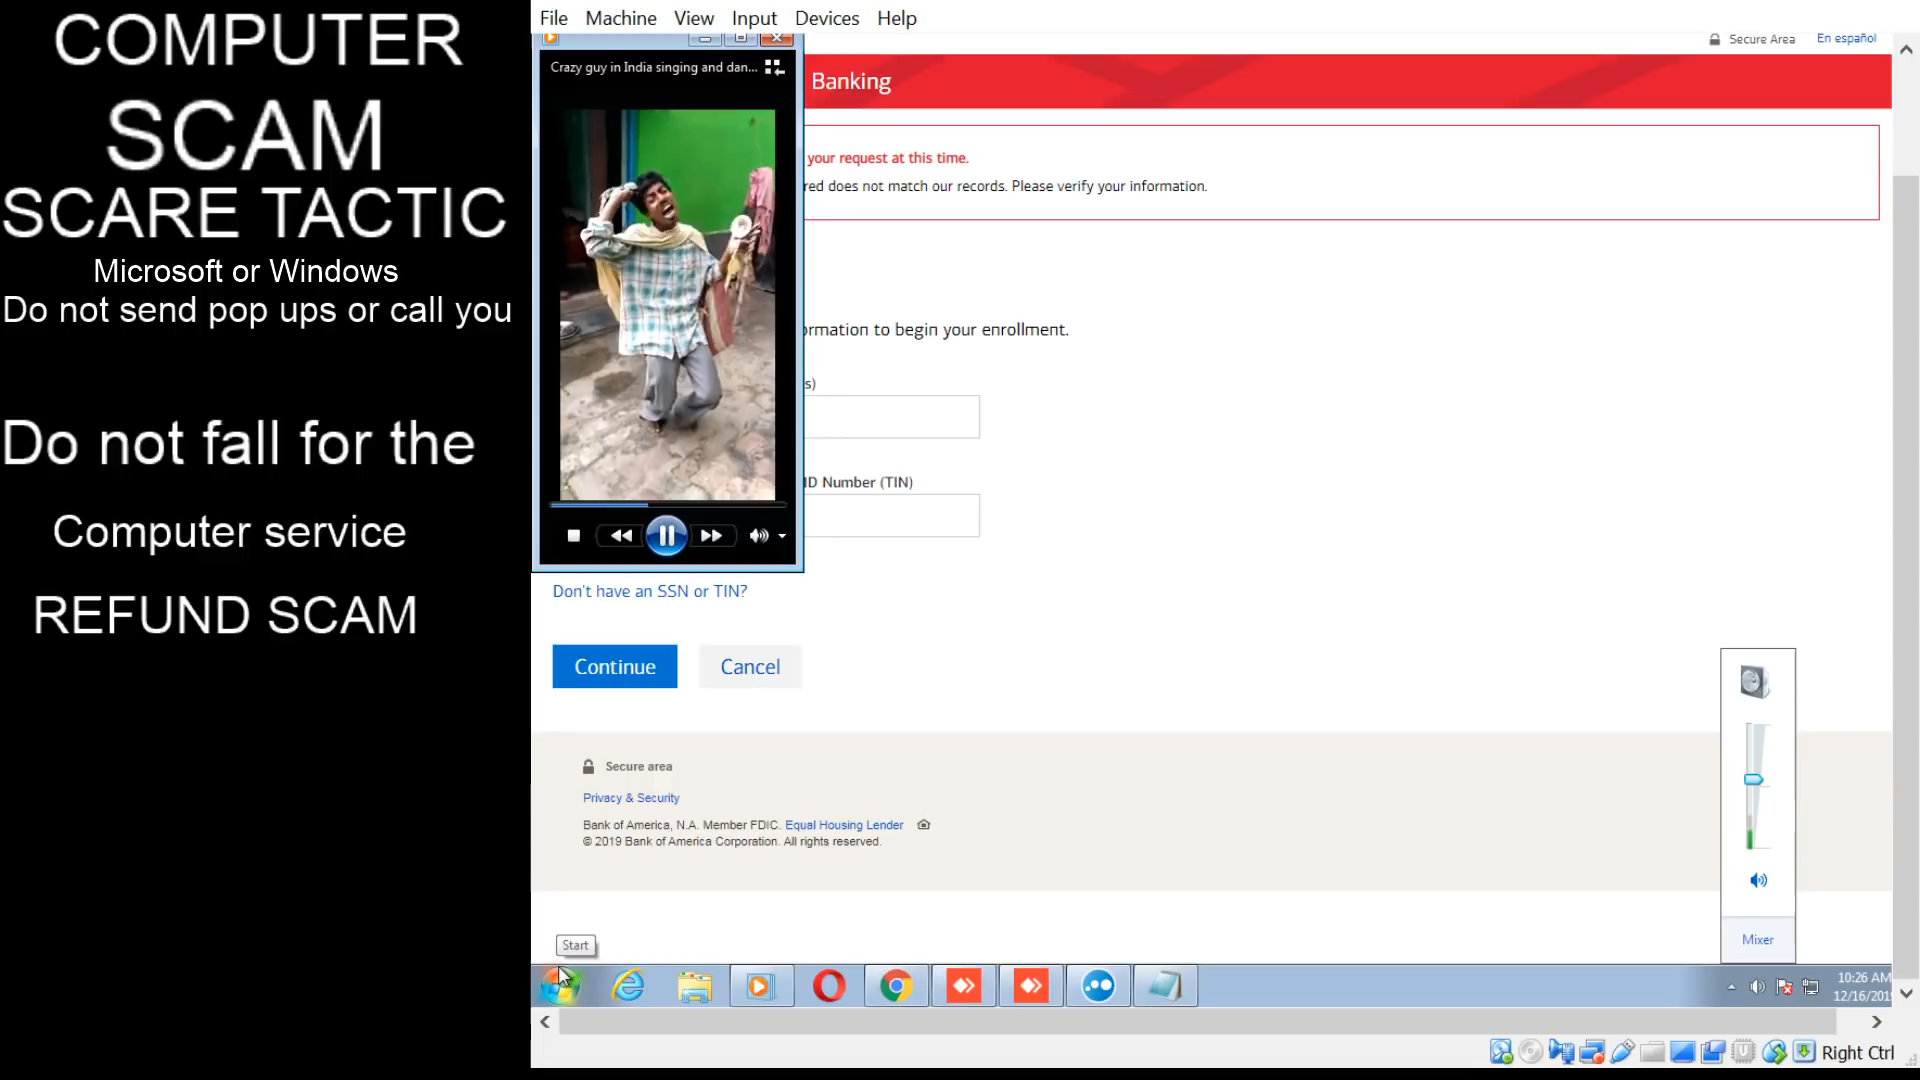 COMPUTER
SCAM
SCARE TACTIC
Microsoft or Windows
Do not send pop ups or call you
Do not fall for the
Computer service
REFUND SCAM
File Machine View Input Devices Help
Secure Area En español
Crazy guy in India singing and dan...
Banking
your request at this time.
red does not match our records. Please verify your information.
ormation to begin your enrollment.
s)
ID Number (TIN)
Don't have an SSN or TIN?
Continue Cancel
Secure area
Privacy & Security
Bank of America, N.A. Member FDIC. Equal Housing Lender
© 2019 Bank of America Corporation. All rights reserved.
Mixer
Start
10:26 AM
12/16/201
Right Ctrl